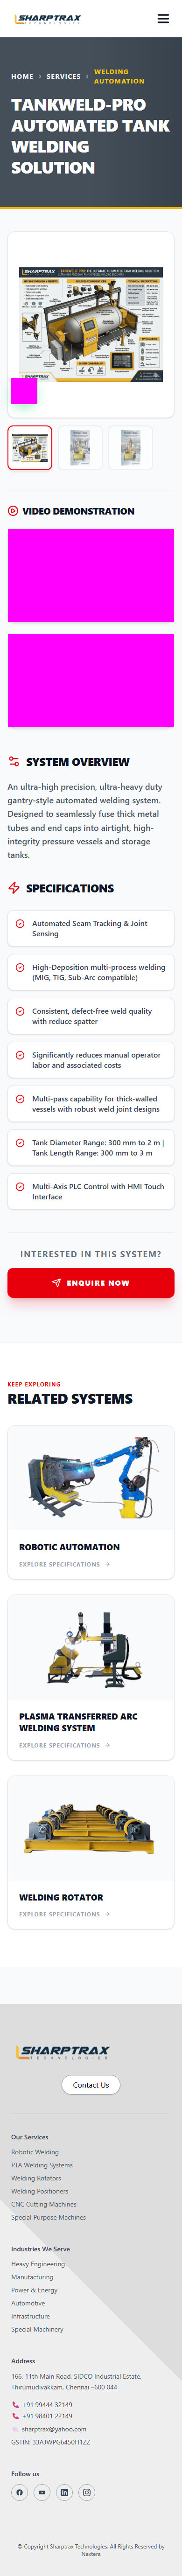 SHARPTRAX
TECHNOLOGIES
HOME > SERVICES > WELDING
AUTOMATION
TANKWELD-PRO
AUTOMATED TANK
WELDING
SOLUTION
SHARPTRAX
VIDEO DEMONSTRATION
SYSTEM OVERVIEW
An ultra-high precision, ultra-heavy duty
gantry-style automated welding system.
Designed to seamlessly fuse thick metal
tubes and end caps into airtight, high-
integrity pressure vessels and storage
tanks.
SPECIFICATIONS
Automated Seam Tracking & Joint
Sensing
High-Deposition multi-process welding
(MIG, TIG, Sub-Arc compatible)
Consistent, defect-free weld quality
with reduce spatter
Significantly reduces manual operator
labor and associated costs
Multi-pass capability for thick-walled
vessels with robust weld joint designs
Tank Diameter Range: 300 mm to 2 m |
Tank Length Range: 300 mm to 3 m
Multi-Axis PLC Control with HMI Touch
Interface
INTERESTED IN THIS SYSTEM?
ENQUIRE NOW
KEEP EXPLORING
RELATED SYSTEMS
ROBOTIC AUTOMATION
EXPLORE SPECIFICATIONS
PLASMA TRANSFERRED ARC
WELDING SYSTEM
EXPLORE SPECIFICATIONS
WELDING ROTATOR
EXPLORE SPECIFICATIONS
SHARPTRAX
TECHNOLOGIES
Contact Us
Our Services
Robotic Welding
PTA Welding Systems
Welding Rotators
Welding Positioners
CNC Cutting Machines
Special Purpose Machines
Industries We Serve
Heavy Engineering
Manufacturing
Power & Energy
Automotive
Infrastructure
Special Machinery
Address
166, 11th Main Road, SIDCO Industrial Estate,
Thirumudivakkam, Chennai –600 044
+91 99444 32149
+91 98401 22149
sharptrax@yahoo.com
GSTIN: 33AJWPG6450H1ZZ
Follow us
© Copyright Sharptrax Technologies. All Rights Reserved by
Nextera